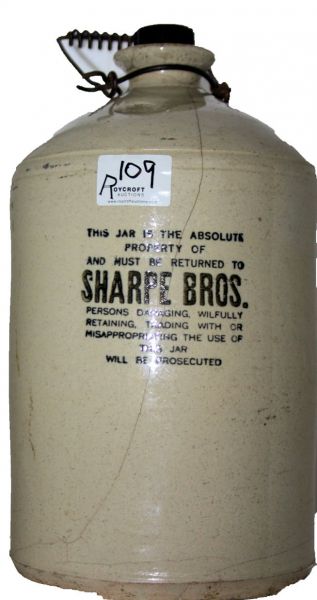 109
ROYCROFT
AUCTIONS
THIS JAR IS THE ABSOLUTE
PROPERTY OF
AND MUST BE RETURNED TO
SHARPE BROS.
PERSONS DAMAGING, WILFULLY
RETAINING, TRADING WITH OR
MISAPPROPRIATING THE USE OF
THIS JAR
WILL BE PROSECUTED